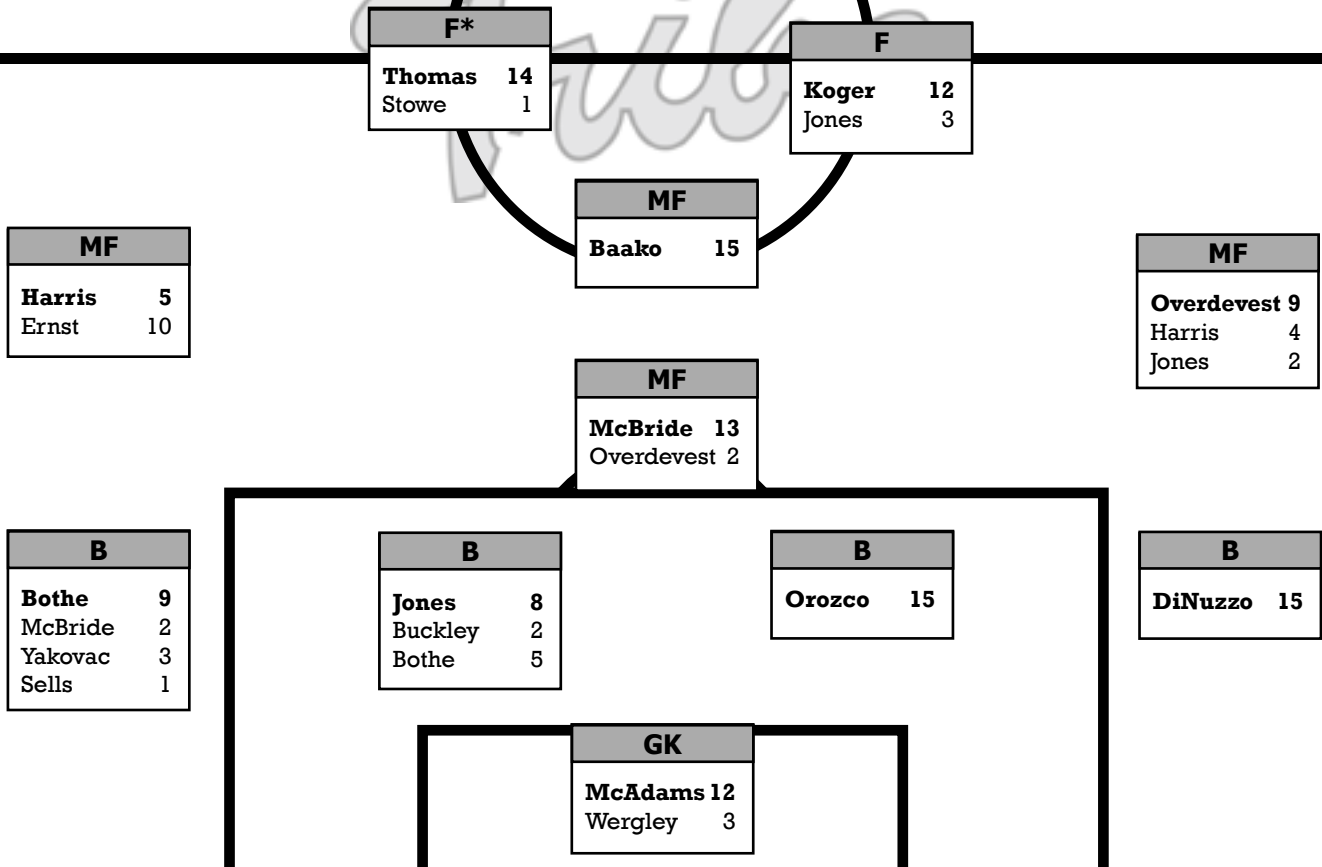 Tribe
F*
Thomas 14
Stowe 1
F
Koger 12
Jones 3
MF
Baako 15
MF
Harris 5
Ernst 10
MF
Overdevest 9
Harris 4
Jones 2
MF
McBride 13
Overdevest 2
B
Bothe 9
McBride 2
Yakovac 3
Sells 1
B
Jones 8
Buckley 2
Bothe 5
B
Orozco 15
B
DiNuzzo 15
GK
McAdams 12
Wergley 3